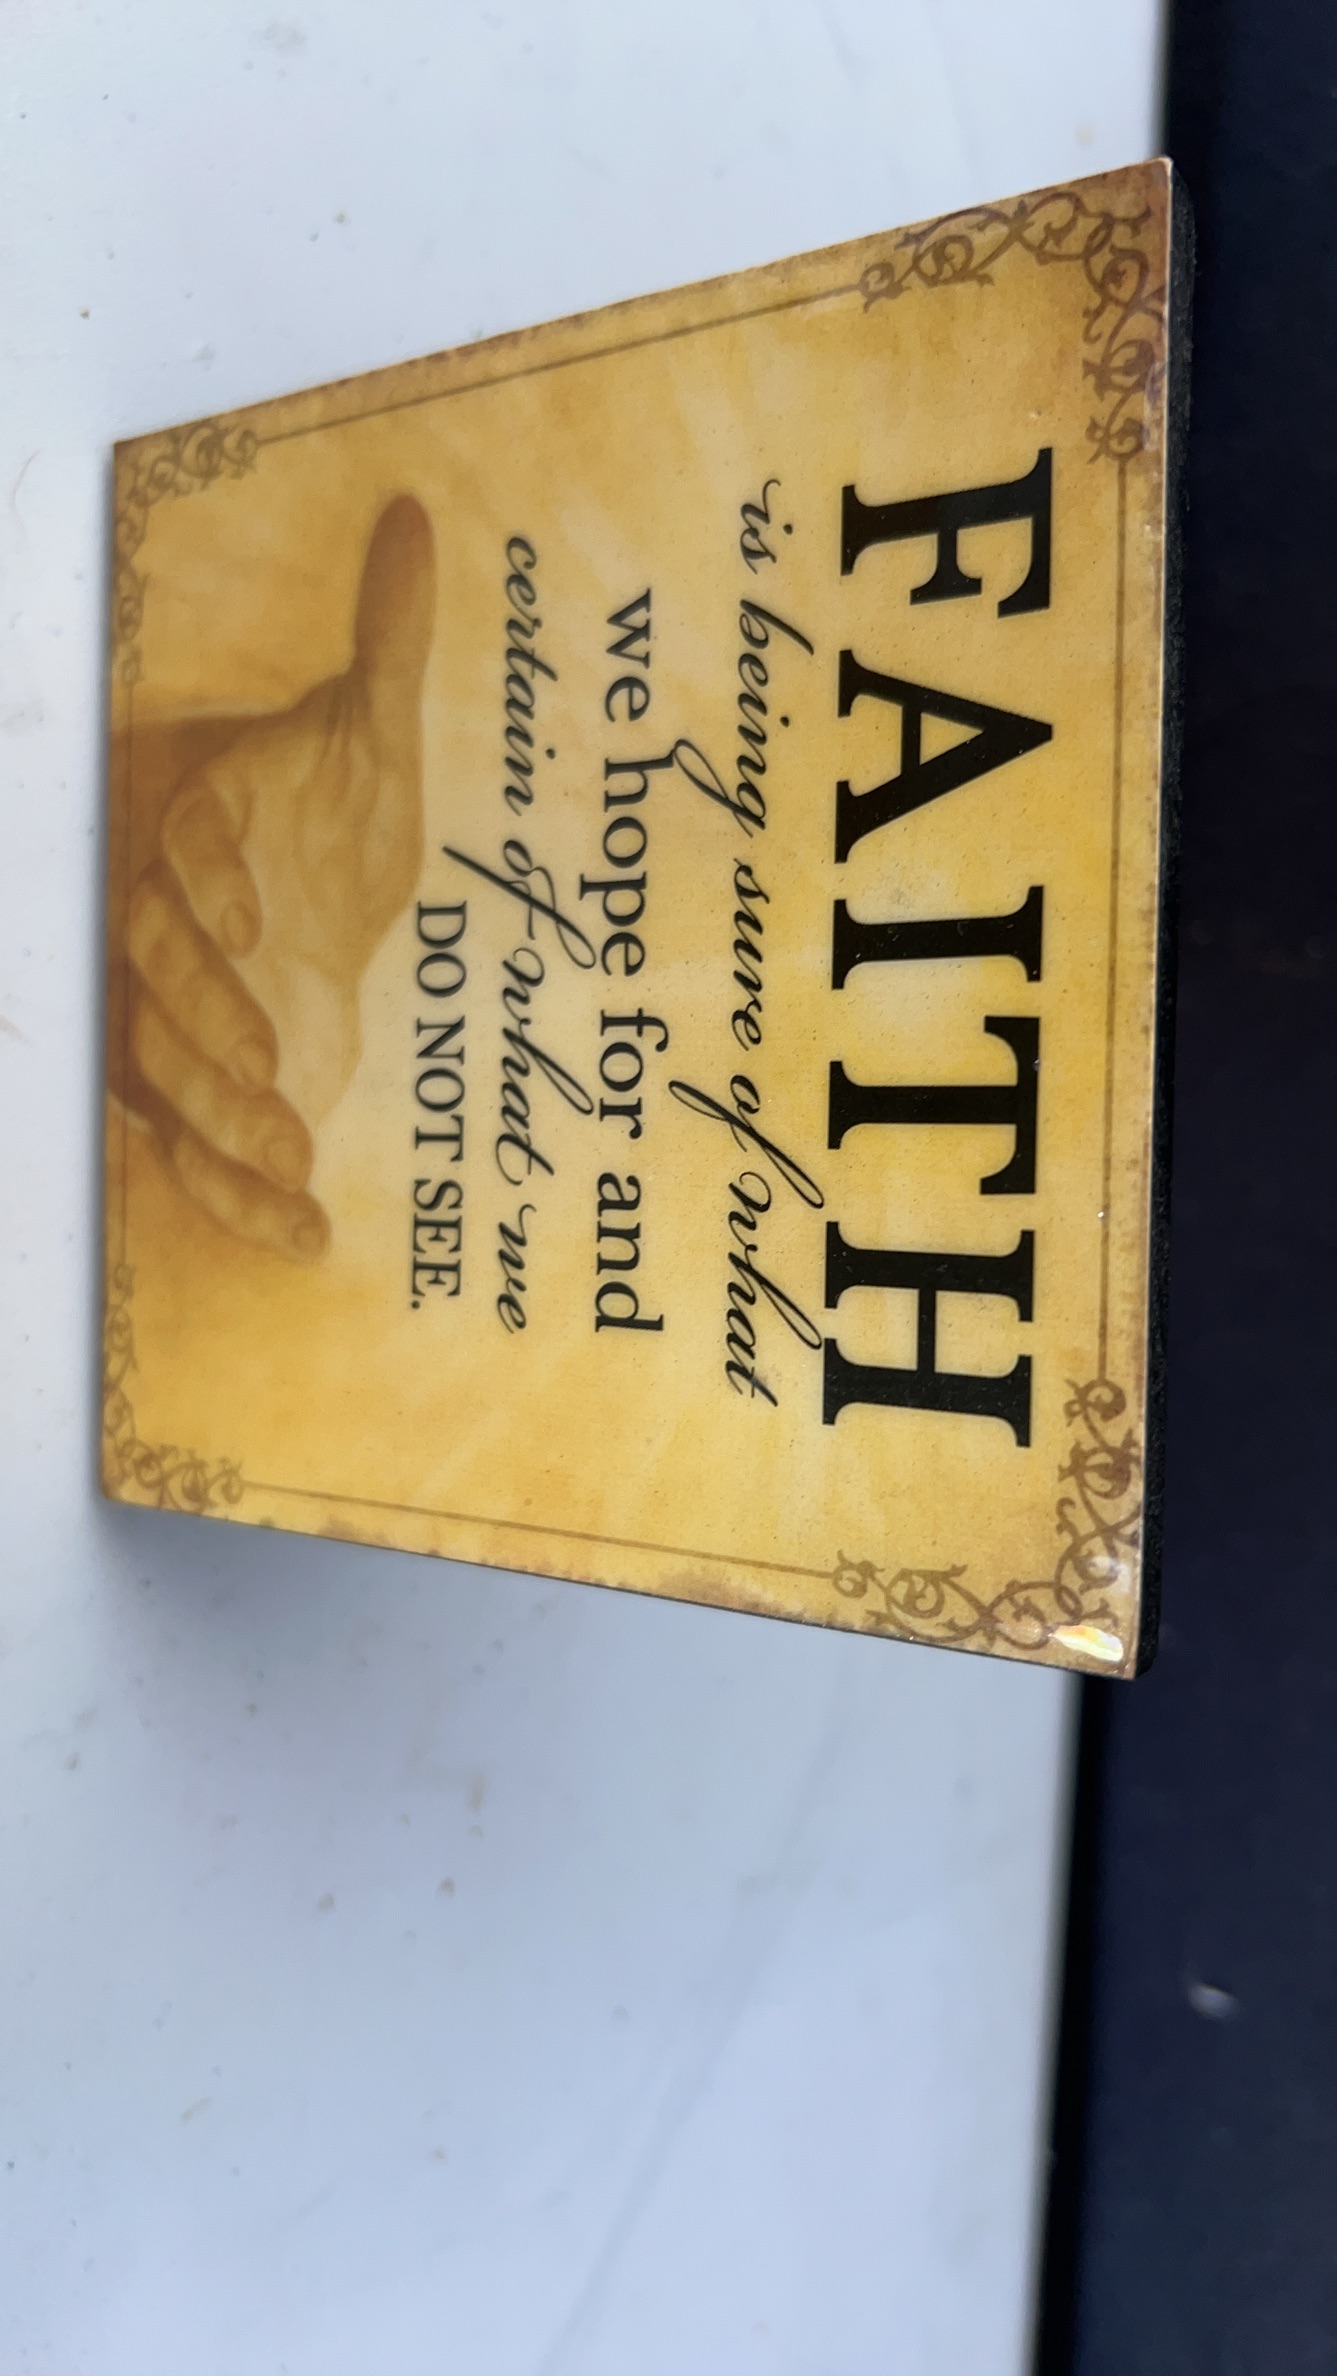 FAITH
is being sure of what
we hope for and
certain of what we
DO NOT SEE.